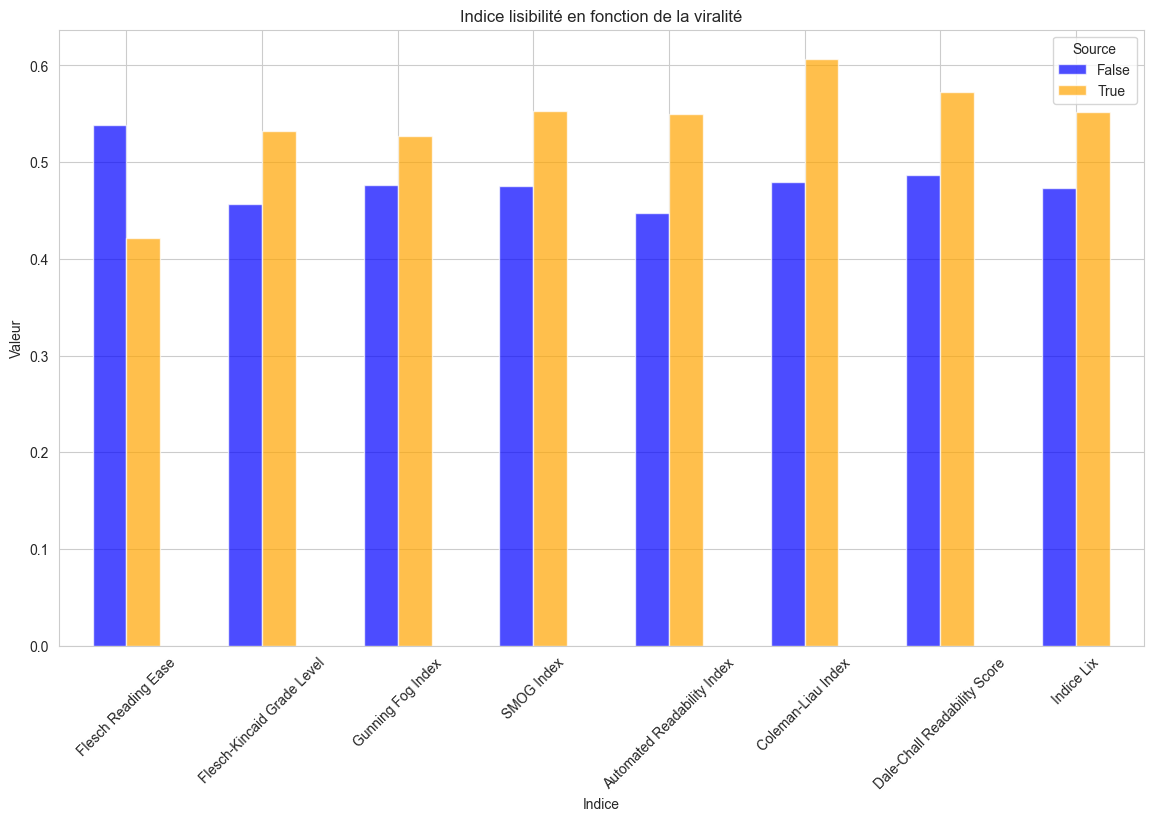 Indice lisibilité en fonction de la viralité
Source
False
True
Valeur
0.6
0.5
0.4
0.3
0.2
0.1
0.0
Flesch Reading Ease
Flesch-Kincaid Grade Level
Gunning Fog Index
SMOG Index
Automated Readability Index
Coleman-Liau Index
Dale-Chall Readability Score
Indice Lix
Indice